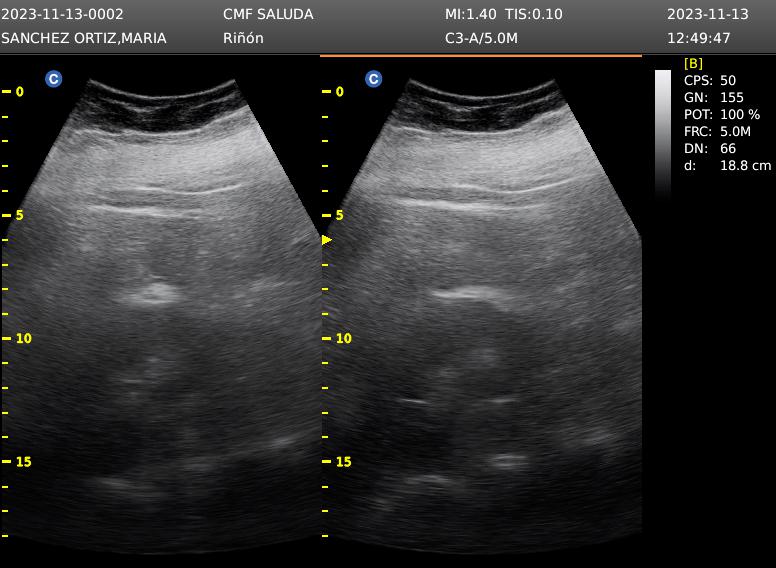 2023-11-13-0002 CMF SALUDA MI:1.40 TIS:0.10 2023-11-13
SANCHEZ ORTIZ,MARIA Riñón C3-A/5.0M 12:49:47
[B]
CPS: 50
GN: 155
POT: 100 %
FRC: 5.0M
DN: 66
d: 18.8 cm
C
0
5
10
15
C
0
5
10
15